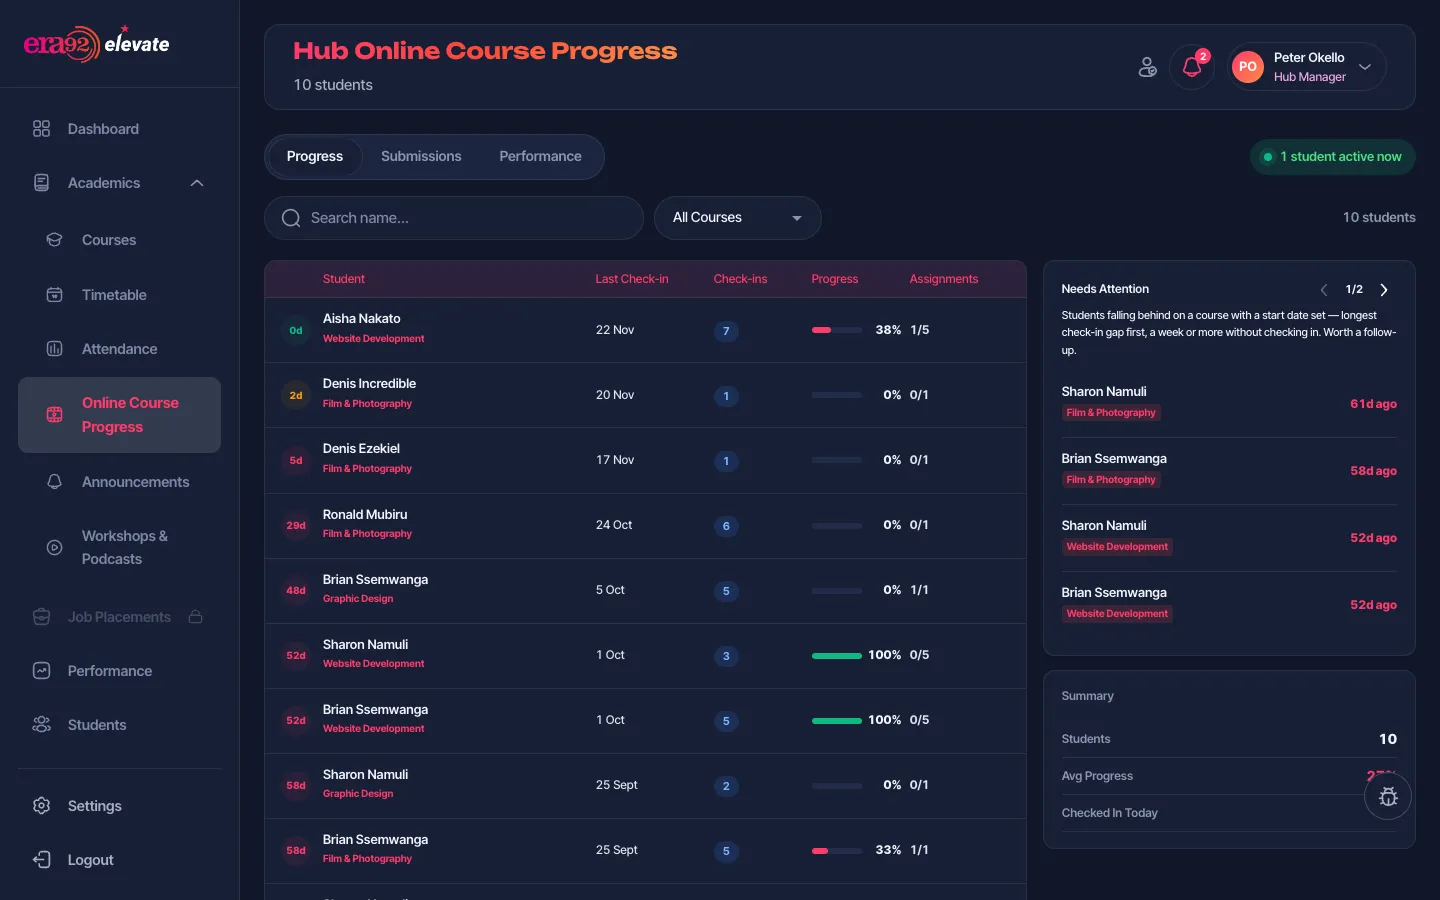 era92 elevate
Dashboard
Academics
Courses
Timetable
Attendance
Online Course
Progress
Announcements
Workshops &
Podcasts
Job Placements
Performance
Students
Settings
Logout
Hub Online Course Progress
10 students
2
PO
Peter Okello
Hub Manager
Progress
Submissions
Performance
1 student active now
Search name...
All Courses
10 students
Student Last Check-in Check-ins Progress Assignments
0d Aisha Nakato 22 Nov 7 38% 1/5
Website Development
2d Denis Incredible 20 Nov 1 0% 0/1
Film & Photography
5d Denis Ezekiel 17 Nov 1 0% 0/1
Film & Photography
29d Ronald Mubiru 24 Oct 6 0% 0/1
Film & Photography
48d Brian Ssemwanga 5 Oct 5 0% 1/1
Graphic Design
52d Sharon Namuli 1 Oct 3 100% 0/5
Website Development
52d Brian Ssemwanga 1 Oct 5 100% 0/5
Website Development
58d Sharon Namuli 25 Sept 2 0% 0/1
Graphic Design
58d Brian Ssemwanga 25 Sept 5 33% 1/1
Film & Photography
Needs Attention
1/2
Students falling behind on a course with a start date set — longest
check-in gap first, a week or more without checking in. Worth a follow-
up.
Sharon Namuli
Film & Photography
61d ago
Brian Ssemwanga
Film & Photography
58d ago
Sharon Namuli
Website Development
52d ago
Brian Ssemwanga
Website Development
52d ago
Summary
Students 10
Avg Progress
Checked In Today